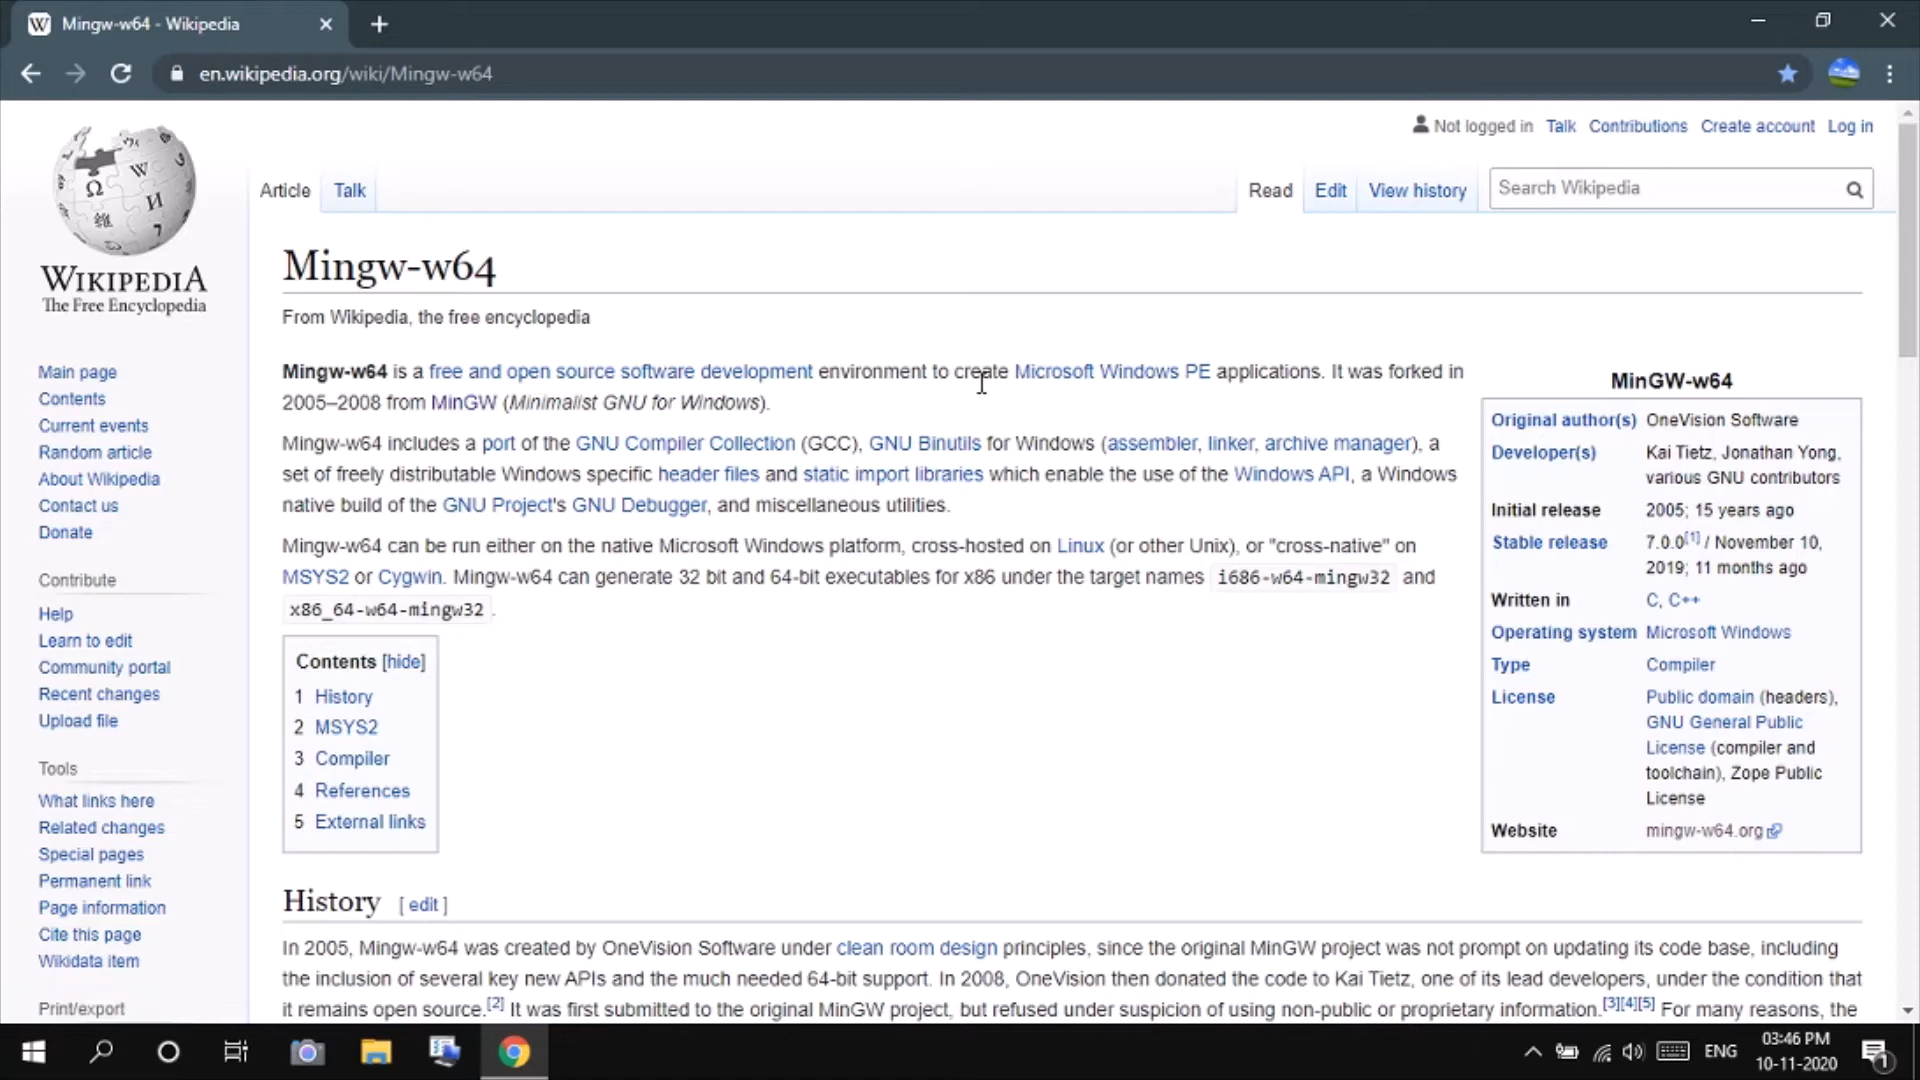 Mingw-w64 - Wikipedia
en.wikipedia.org/wiki/Mingw-w64
Not logged in Talk Contributions Create account Log in
Article Talk Read Edit View history Search Wikipedia
WIKIPEDIA
The Free Encyclopedia
Main page
Contents
Current events
Random article
About Wikipedia
Contact us
Donate
Contribute
Help
Learn to edit
Community portal
Recent changes
Upload file
Tools
What links here
Related changes
Special pages
Permanent link
Page information
Cite this page
Wikidata item
Print/export
Mingw-w64
From Wikipedia, the free encyclopedia
Mingw-w64 is a free and open source software development environment to create Microsoft Windows PE applications. It was forked in
2005–2008 from MinGW (Minimalist GNU for Windows).
Mingw-w64 includes a port of the GNU Compiler Collection (GCC), GNU Binutils for Windows (assembler, linker, archive manager), a
set of freely distributable Windows specific header files and static import libraries which enable the use of the Windows API, a Windows
native build of the GNU Project's GNU Debugger, and miscellaneous utilities.
Mingw-w64 can be run either on the native Microsoft Windows platform, cross-hosted on Linux (or other Unix), or "cross-native" on
MSYS2 or Cygwin. Mingw-w64 can generate 32 bit and 64-bit executables for x86 under the target names i686-w64-mingw32 and
x86_64-w64-mingw32 .
Contents [hide]
1 History
2 MSYS2
3 Compiler
4 References
5 External links
MinGW-w64
Original author(s) OneVision Software
Developer(s) Kai Tietz, Jonathan Yong,
various GNU contributors
Initial release 2005; 15 years ago
Stable release 7.0.0[1] / November 10,
2019; 11 months ago
Written in C, C++
Operating system Microsoft Windows
Type Compiler
License Public domain (headers),
GNU General Public
License (compiler and
toolchain), Zope Public
License
Website mingw-w64.org
History [ edit ]
In 2005, Mingw-w64 was created by OneVision Software under clean room design principles, since the original MinGW project was not prompt on updating its code base, including
the inclusion of several key new APIs and the much needed 64-bit support. In 2008, OneVision then donated the code to Kai Tietz, one of its lead developers, under the condition that
it remains open source.[2] It was first submitted to the original MinGW project, but refused under suspicion of using non-public or proprietary information.[3][4][5] For many reasons, the
ENG
03:46 PM
10-11-2020
1